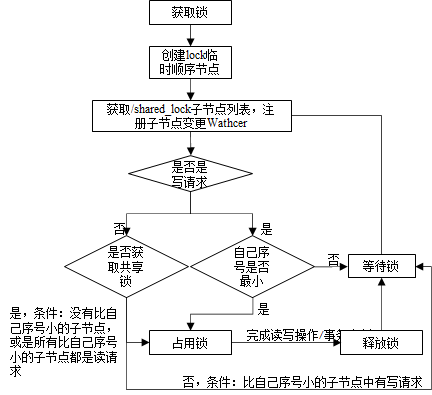 获取锁
创建lock临
时顺序节点
获取/shared_lock子节点列表，注
册子节点变更Wathcer
是否是
写请求
否
是
是否获
取共享
锁
自己序
号是否
最小
否
等待锁
是，条件：没有比自
己序号小的子节点，
或是所有比自己序号
小的子节点都是读请
求
是
占用锁
完成读写操作/事务
释放锁
否，条件：比自己序号小的子节点中有写请求